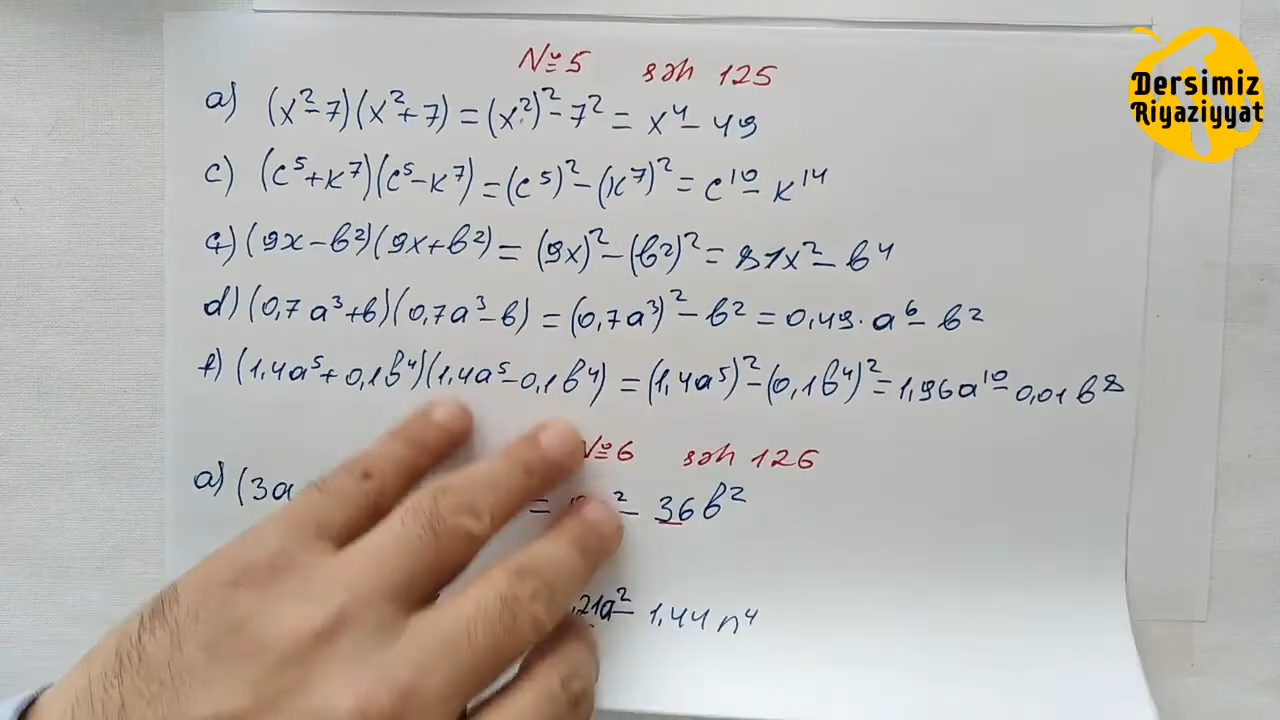 Dersimiz
Riyaziyyat
№5 səh 125
a) (x²-7)(x²+7) = (x²)²-7² = x⁴-49
c) (c⁵+k⁷)(c⁵-k⁷) = (c⁵)²-(k⁷)² = c¹⁰-k¹⁴
ç) (9x-b²)(9x+b²) = (9x)²-(b²)² = 81x²-b⁴
d) (0,7a³+b)(0,7a³-b) = (0,7a³)²-b² = 0,49·a⁶-b²
f) (1,4a⁵+0,1b⁴)(1,4a⁵-0,1b⁴) = (1,4a⁵)²-(0,1b⁴)² = 1,96a¹⁰-0,01b⁸
№6 səh 126
a) (3a = ² - 36b²
,21a² - 1,44n⁴